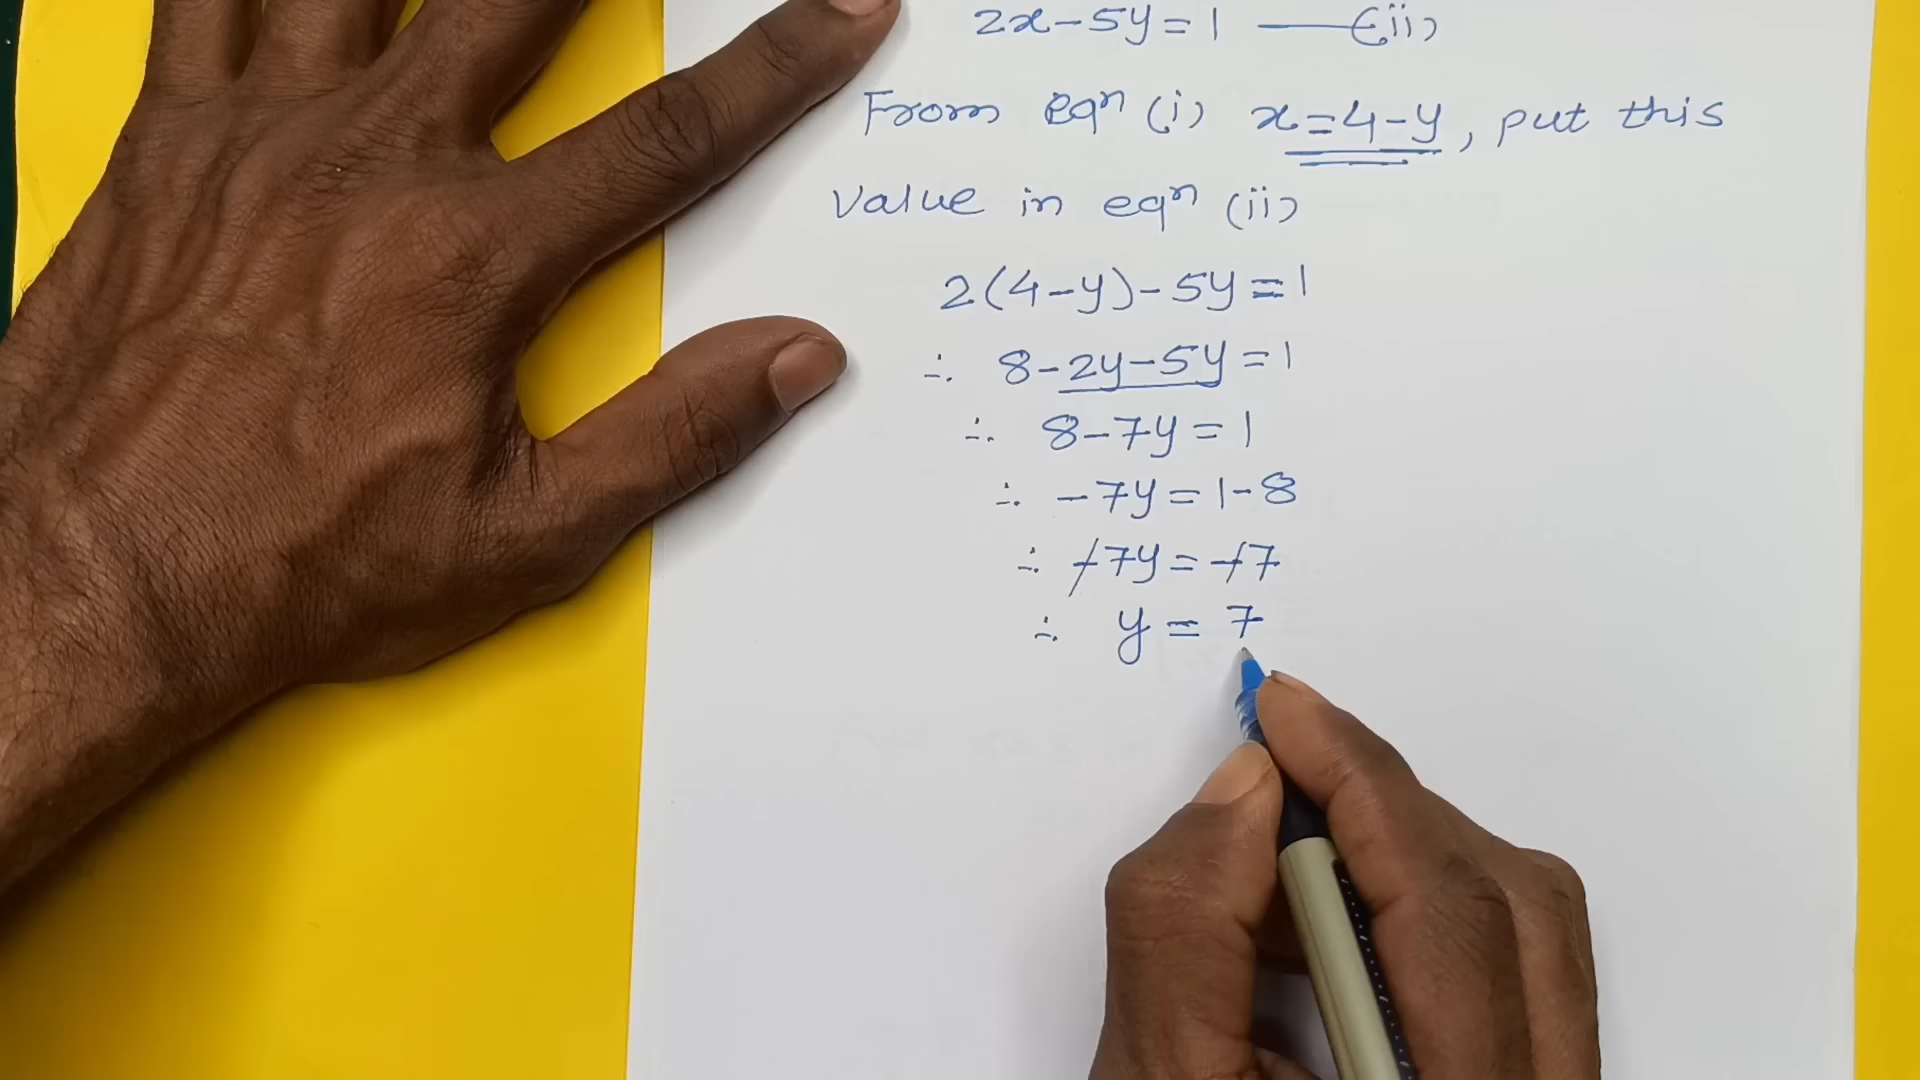 2x-5y=1 —(ii)
From eqn (i) x=4-y, put this
value in eqn (ii)
2(4-y)-5y=1
∴ 8-2y-5y=1
∴ 8-7y=1
∴ -7y=1-8
∴ -7y=-7
∴ y=7